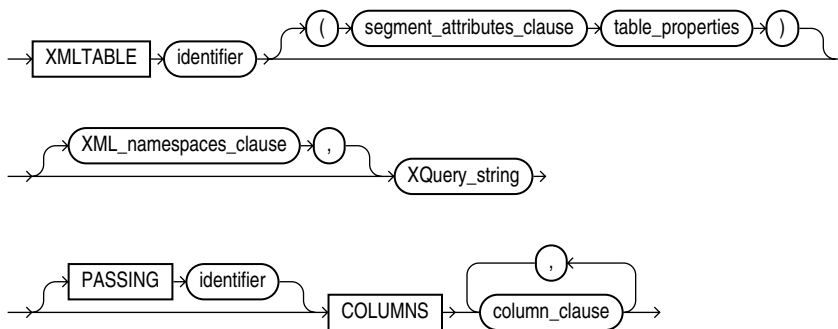 ( segment_attributes_clause table_properties )
XMLTABLE identifier
XML_namespaces_clause ,
XQuery_string
PASSING identifier ,
COLUMNS column_clause